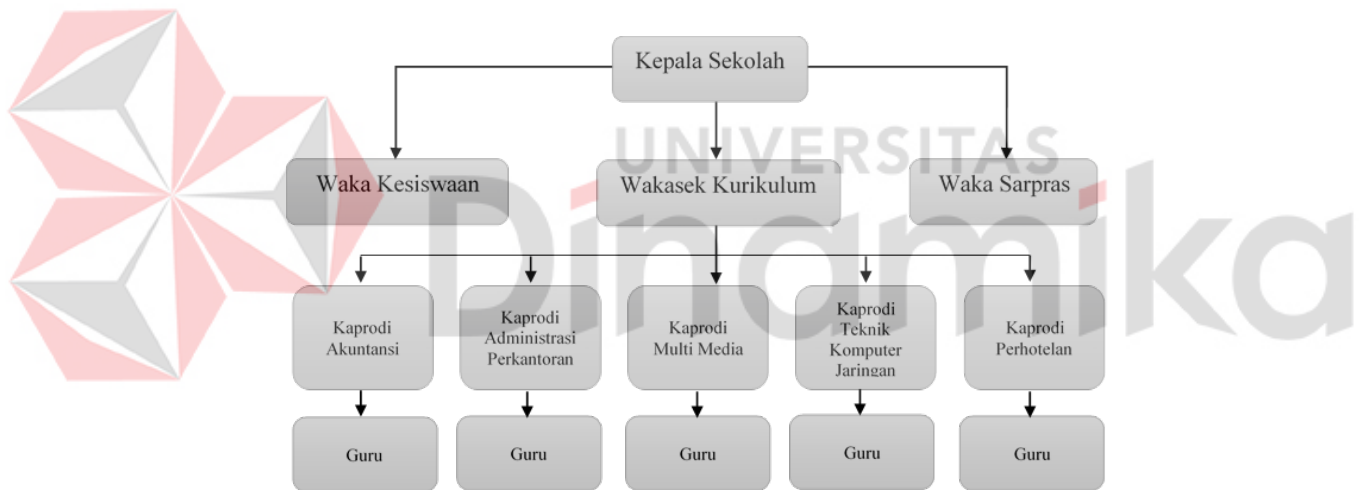 Kepala Sekolah
UNIVERSITAS
Dinamika
Waka Kesiswaan
Wakasek Kurikulum
Waka Sarpras
Kaprodi
Akuntansi
Kaprodi
Administrasi
Perkantoran
Kaprodi
Multi Media
Kaprodi
Teknik
Komputer
Jaringan
Kaprodi
Perhotelan
Guru
Guru
Guru
Guru
Guru